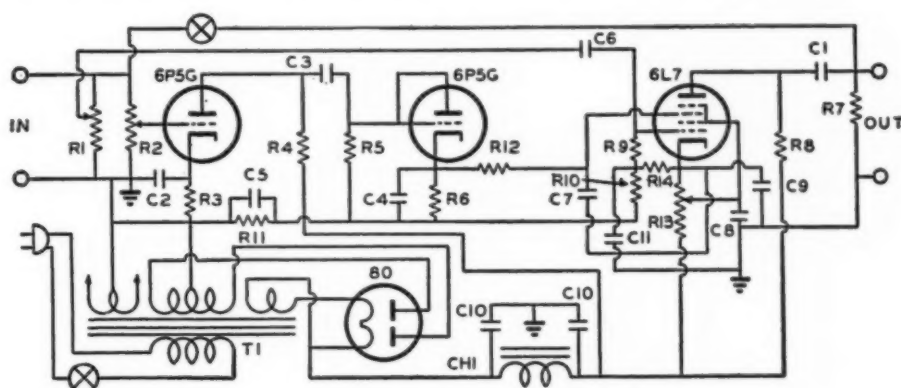 C6
C1
6P5G
C3
6P5G
6L7
R7
IN
R1
R2
R4
R5
R12
R9
R8
OUT
C2
R3
C5
C4
R6
R10
R14
C7
R13
C9
R11
C11
C8
80
C10
C10
T1
CH1